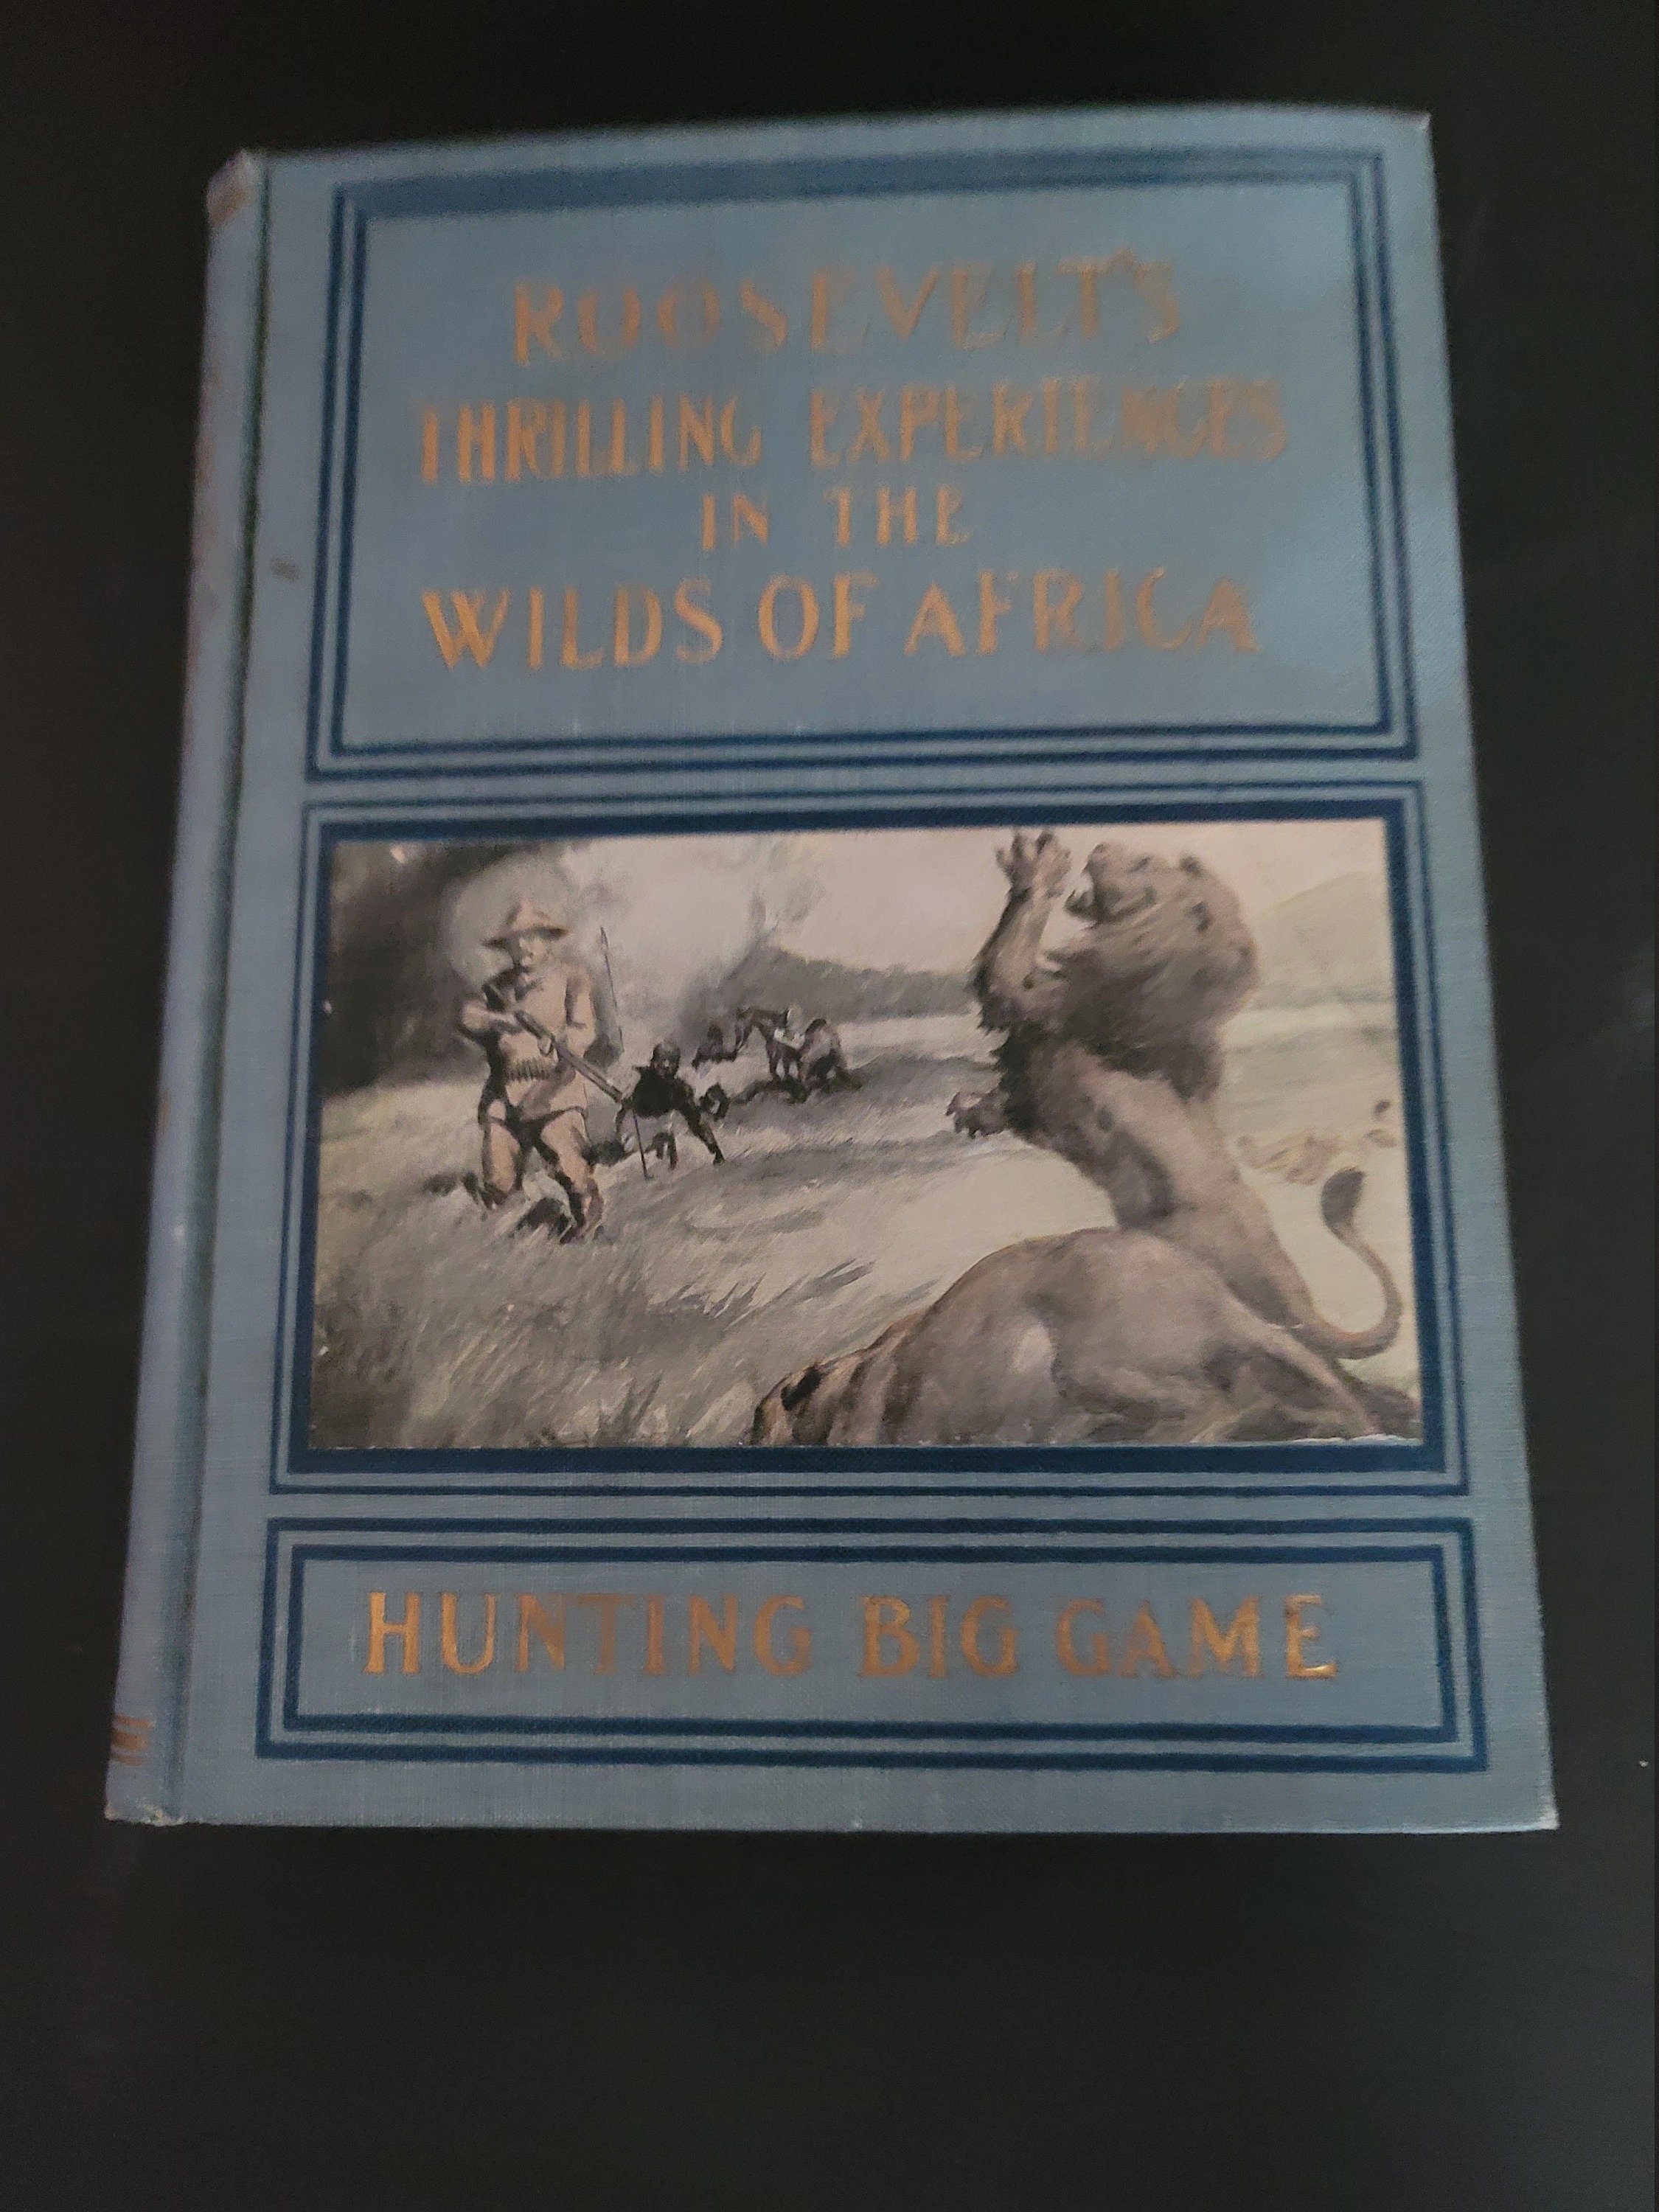 ROOSEVELT'S
THRILLING EXPERIENCES
IN THE
WILDS OF AFRICA
HUNTING BIG GAME